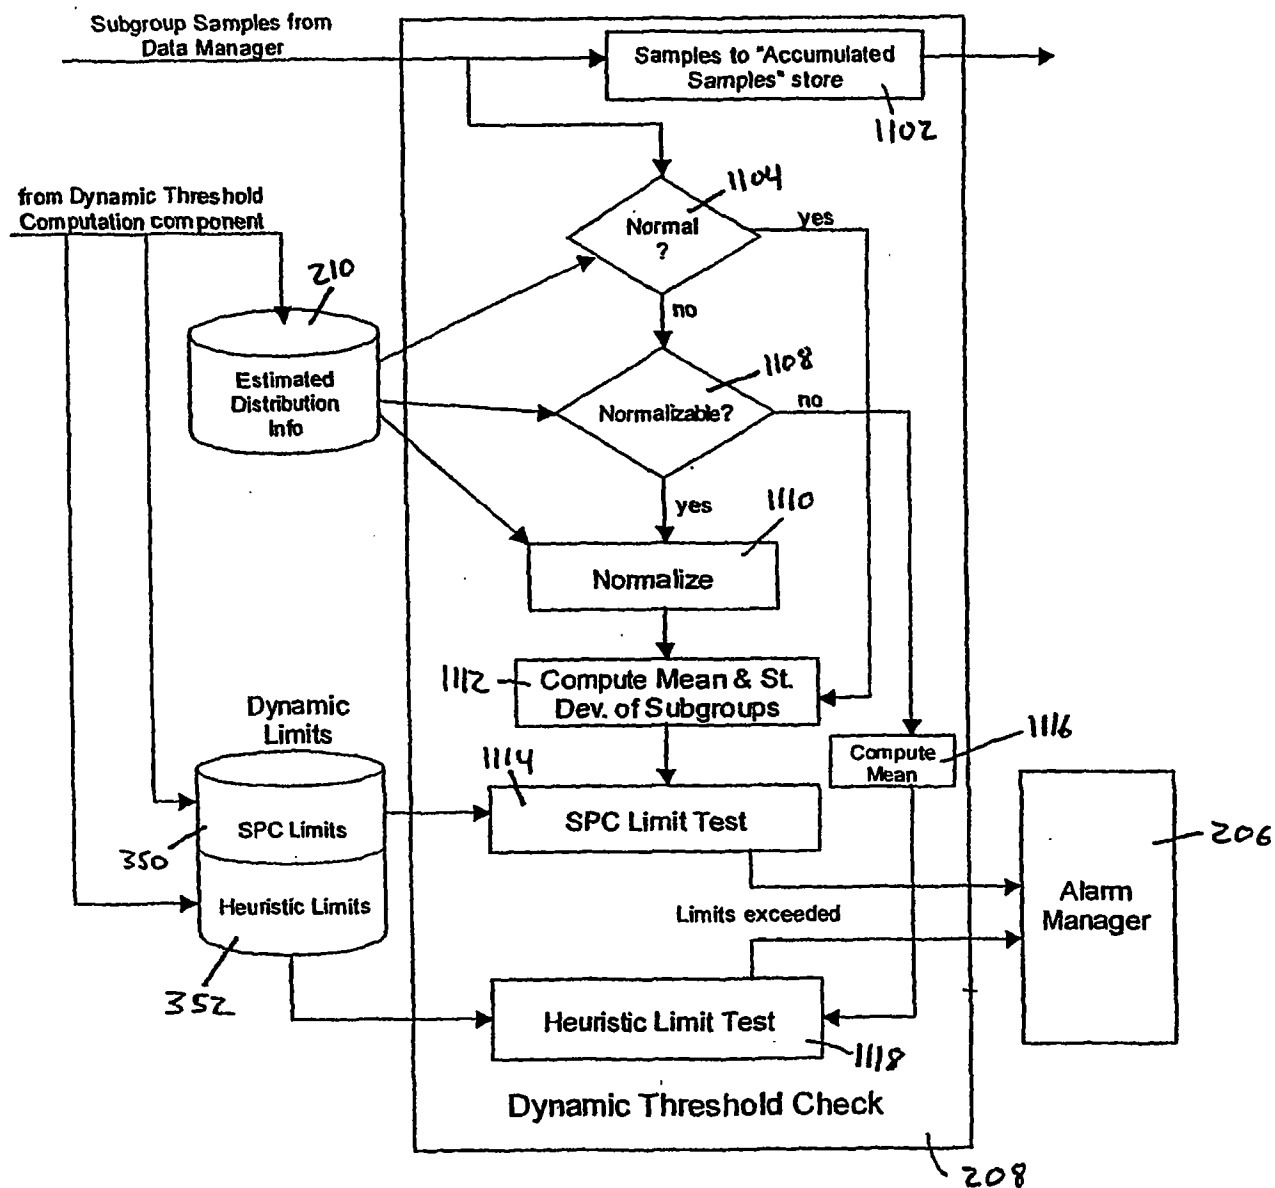 Subgroup Samples from
Data Manager
Samples to "Accumulated
Samples" store
1102
from Dynamic Threshold
Computation component
1104
Normal
?
yes
210
no
Estimated
Distribution
Info
1108
Normalizable?
no
yes
1110
Normalize
1112
Compute Mean & St.
Dev. of Subgroups
Dynamic
Limits
1116
Compute
Mean
1114
SPC Limits
SPC Limit Test
350
206
Alarm
Manager
Heuristic Limits
Limits exceeded
352
Heuristic Limit Test
1118
Dynamic Threshold Check
208